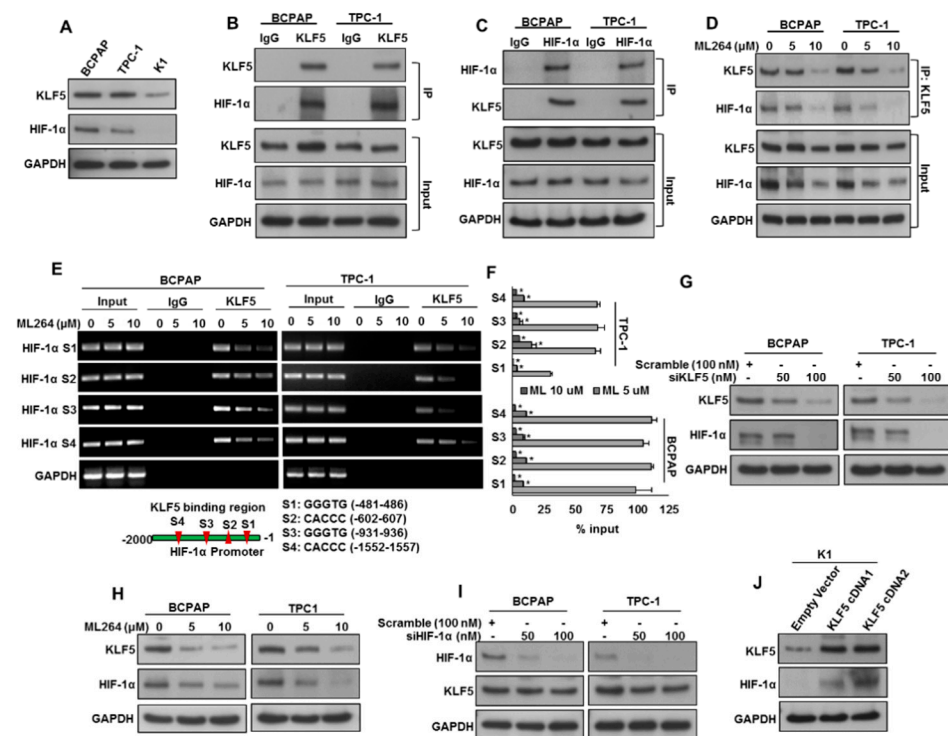 A
BCPAP
TPC-1
K1
KLF5
HIF-1α
GAPDH
B
BCPAP TPC-1
IgG KLF5 IgG KLF5
KLF5
HIF-1α
IP
KLF5
HIF-1α
GAPDH
Input
C
BCPAP TPC-1
IgG HIF-1α IgG HIF-1α
HIF-1α
KLF5
IP
KLF5
HIF-1α
GAPDH
Input
D
BCPAP TPC-1
ML264 (µM) 0 5 10 0 5 10
KLF5
HIF-1α
IP: KLF5
KLF5
HIF-1α
GAPDH
Input
E
BCPAP TPC-1
Input IgG KLF5 Input IgG KLF5
ML264 (µM) 0 5 10 0 5 10 0 5 10 0 5 10 0 5 10 0 5 10
HIF-1α S1
HIF-1α S2
HIF-1α S3
HIF-1α S4
GAPDH
KLF5 binding region
S4 S3 S2 S1
-2000 -1
HIF-1α Promoter
S1: GGGTG (-481-486)
S2: CACCC (-602-607)
S3: GGGTG (-931-936)
S4: CACCC (-1552-1557)
F
S4
S3
S2
S1
TPC-1
ML 10 uM ML 5 uM
S4
S3
S2
S1
BCPAP
0 25 50 75 100 125
% input
G
BCPAP TPC-1
Scramble (100 nM) + - - + - -
siKLF5 (nM) - 50 100 - 50 100
KLF5
HIF-1α
GAPDH
H
BCPAP TPC1
ML264 (µM) 0 5 10 0 5 10
KLF5
HIF-1α
GAPDH
I
BCPAP TPC-1
Scramble (100 nM) + - - + - -
siHIF-1α (nM) - 50 100 - 50 100
HIF-1α
KLF5
GAPDH
J
K1
Empty Vector
KLF5 cDNA1
KLF5 cDNA2
KLF5
HIF-1α
GAPDH